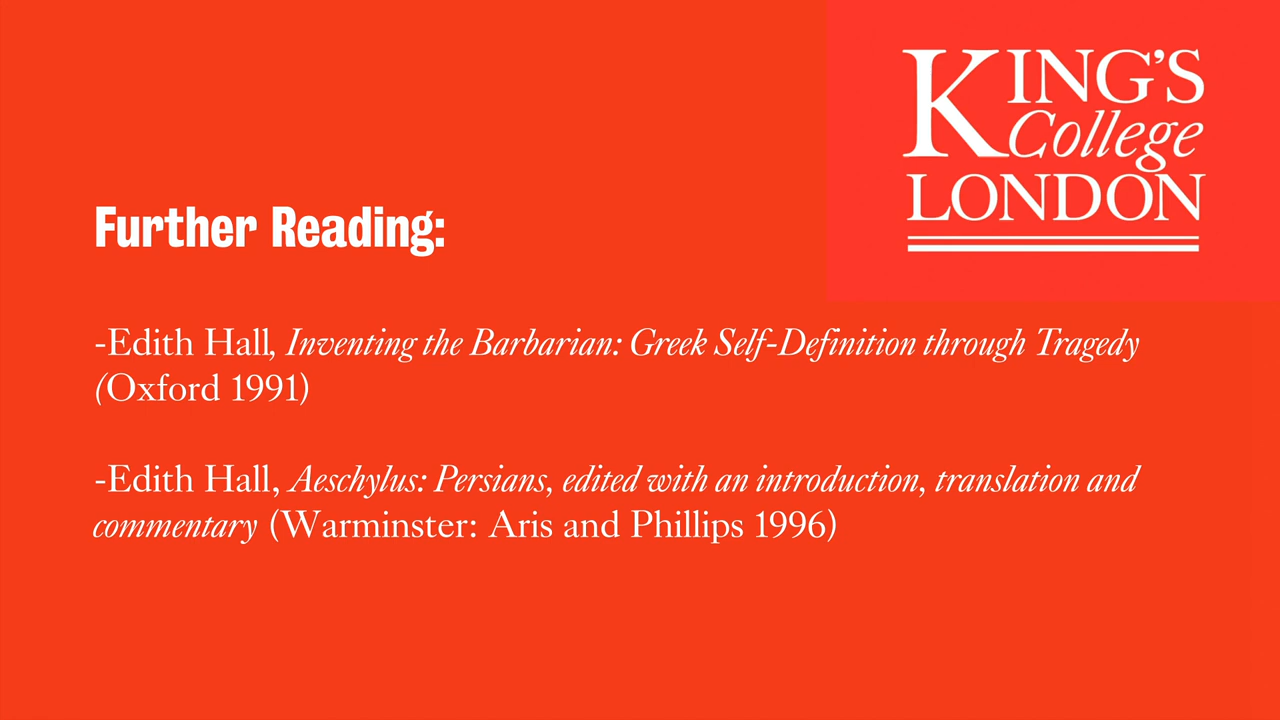 KING'S
College
LONDON
Further Reading:
-Edith Hall, Inventing the Barbarian: Greek Self-Definition through Tragedy
(Oxford 1991)
-Edith Hall, Aeschylus: Persians, edited with an introduction, translation and
commentary (Warminster: Aris and Phillips 1996)